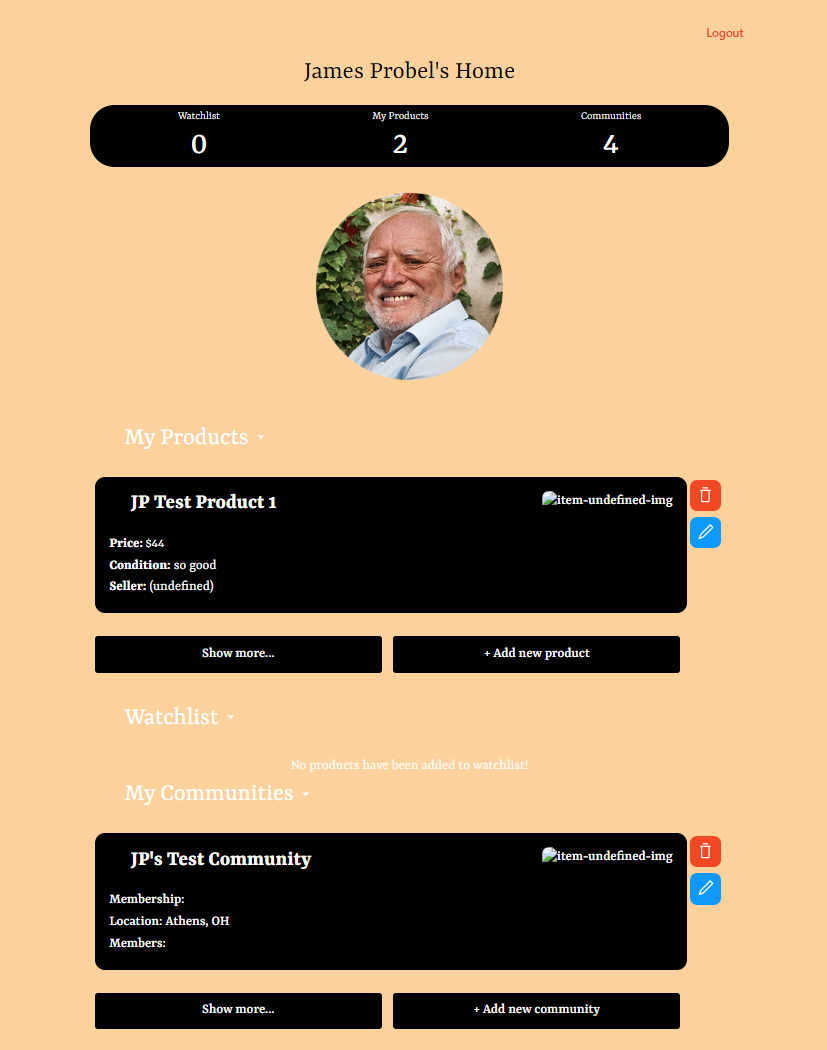 Logout
James Probel's Home
Watchlist My Products Communities
0 2 4
My Products
JP Test Product 1
item-undefined-img
Price: $44
Condition: so good
Seller: (undefined)
Show more... + Add new product
Watchlist
No products have been added to watchlist!
My Communities
JP's Test Community
item-undefined-img
Membership:
Location: Athens, OH
Members:
Show more... + Add new community